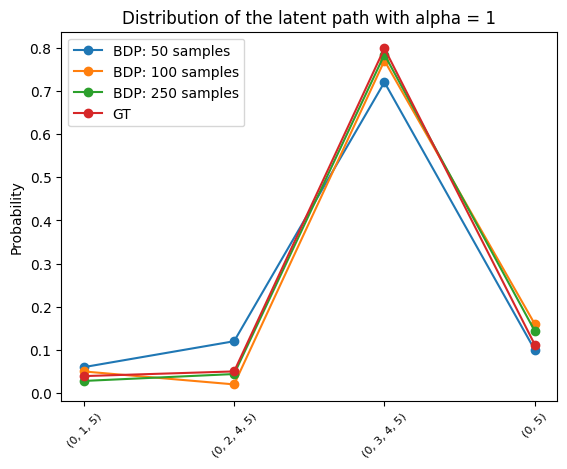 Distribution of the latent path with alpha = 1
BDP: 50 samples
BDP: 100 samples
BDP: 250 samples
GT
Probability
0.8
0.7
0.6
0.5
0.4
0.3
0.2
0.1
0.0
(0, 1, 5)
(0, 2, 4, 5)
(0, 3, 4, 5)
(0, 5)